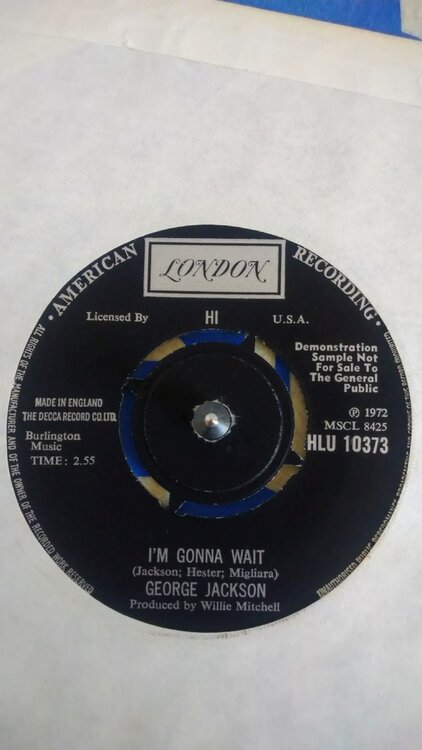 AMERICAN
LONDON
RECORDING
ALL RIGHTS OF THE MANUFACTURER AND OF THE OWNER OF THE RECORDED WORK RESERVED
Licensed By HI U.S.A.
Demonstration
Sample Not
For Sale To
The General
Public
MADE IN ENGLAND
THE DECCA RECORD CO. LTD.
Burlington
Music
TIME: 2.55
℗ 1972
MSCL 8425
HLU 10373
UNAUTHORISED PUBLIC PERFORMANCE
I'M GONNA WAIT
(Jackson; Hester; Migliara)
GEORGE JACKSON
Produced by Willie Mitchell